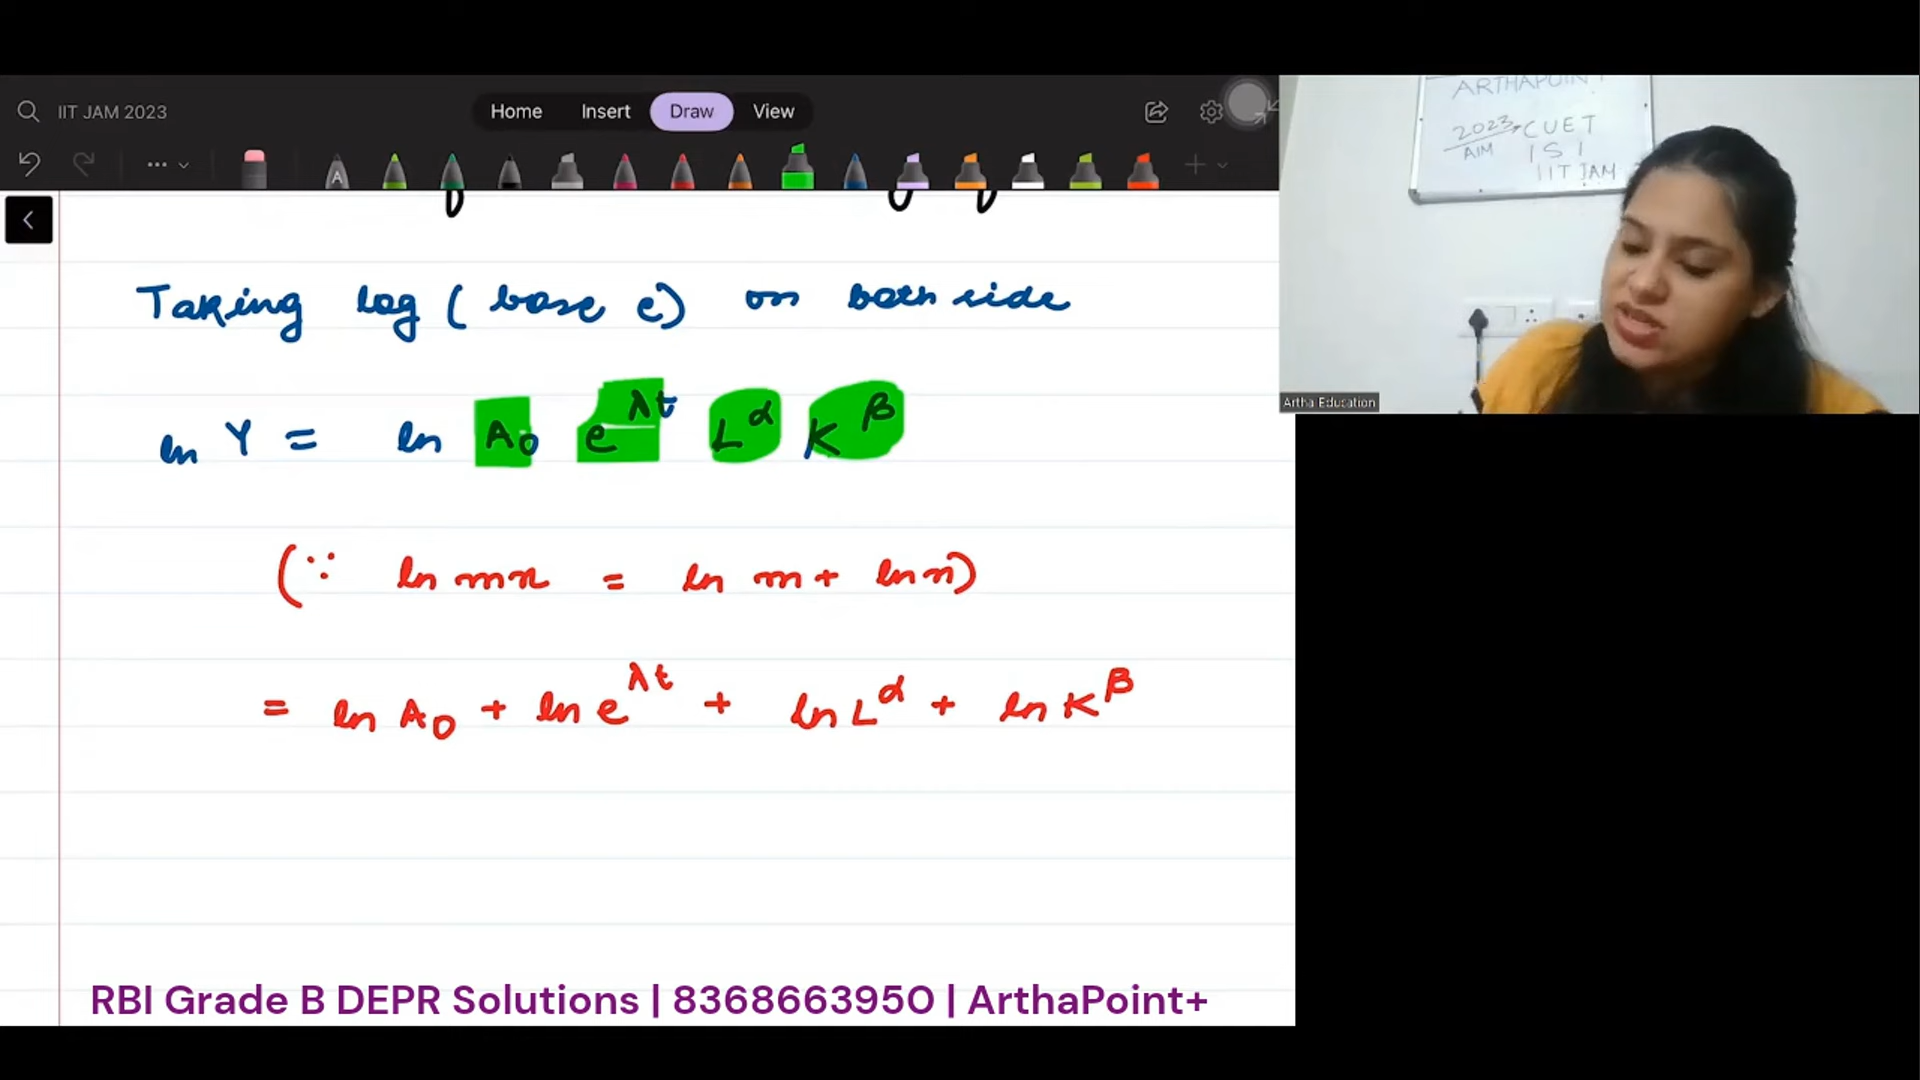 IIT JAM 2023
Home Insert Draw View
A
Taking log ( base e) on both side
ln Y = ln A₀ e^λt L^α K^β
(∵ ln mn = ln m + ln n)
= ln A₀ + ln e^λt + ln L^α + ln K^β
RBI Grade B DEPR Solutions | 8368663950 | ArthaPoint+
ARTHAPOINT
2023 CUET
AIM ISI
IIT JAM
Artha Education